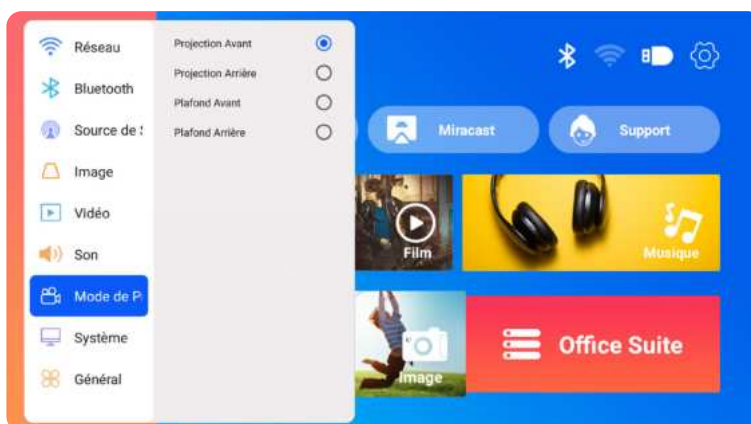 Réseau
Bluetooth
Source de S
Image
Vidéo
Son
Mode de P
Système
Général
Projection Avant
Projection Arrière
Plafond Avant
Plafond Arrière
Miracast
Support
Film
Musique
Image
Office Suite